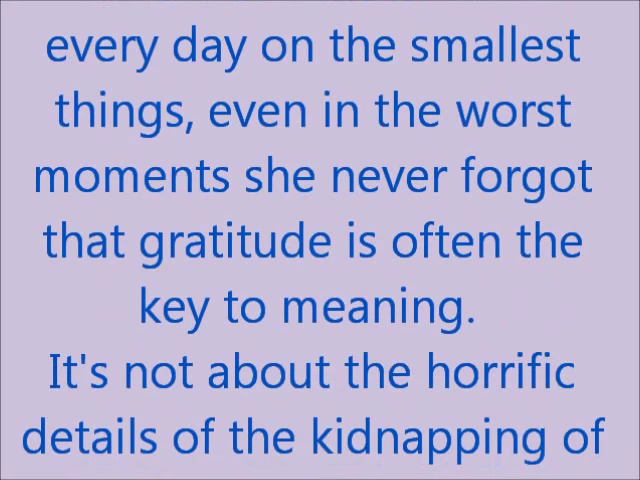 every day on the smallest
things, even in the worst
moments she never forgot
that gratitude is often the
key to meaning.
It's not about the horrific
details of the kidnapping of